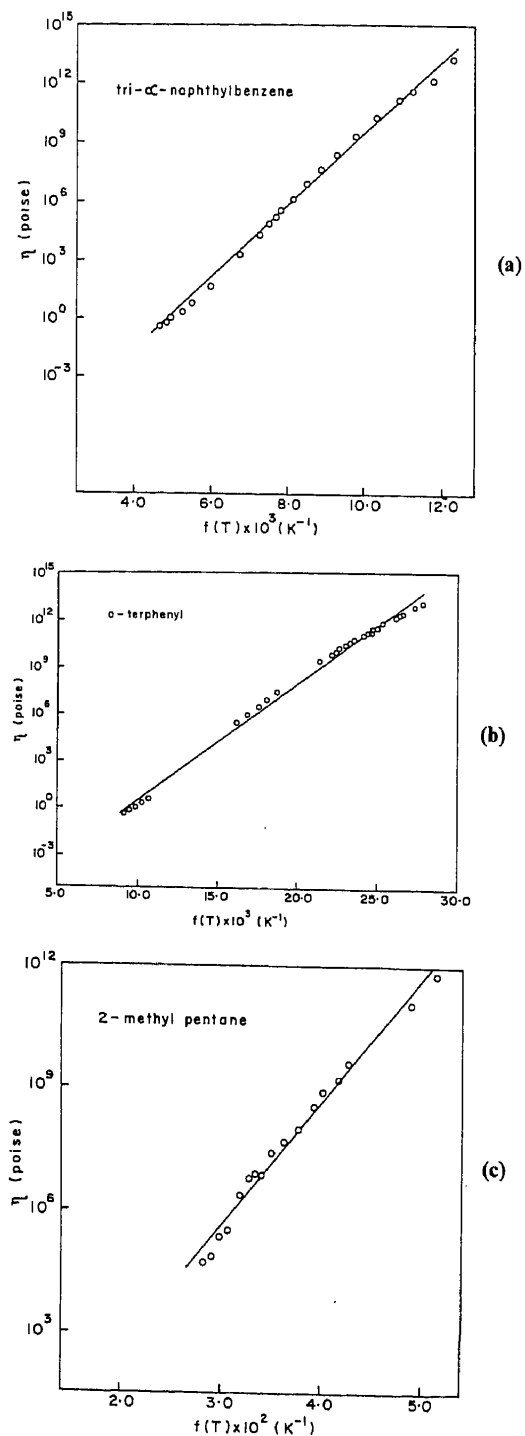 10^15
10^12
10^9
10^6
10^3
10^0
10^-3
η (poise)
tri-α-naphthylbenzene
4.0 6.0 8.0 10.0 12.0
f(T)x10^3 (K^-1)
(a)
10^15
10^12
10^9
10^6
10^3
10^0
10^-3
η (poise)
o-terphenyl
5.0 10.0 15.0 20.0 25.0 30.0
f(T)x10^3 (K^-1)
(b)
10^12
10^9
10^6
10^3
η (poise)
2-methyl pentane
2.0 3.0 4.0 5.0
f(T)x10^2 (K^-1)
(c)